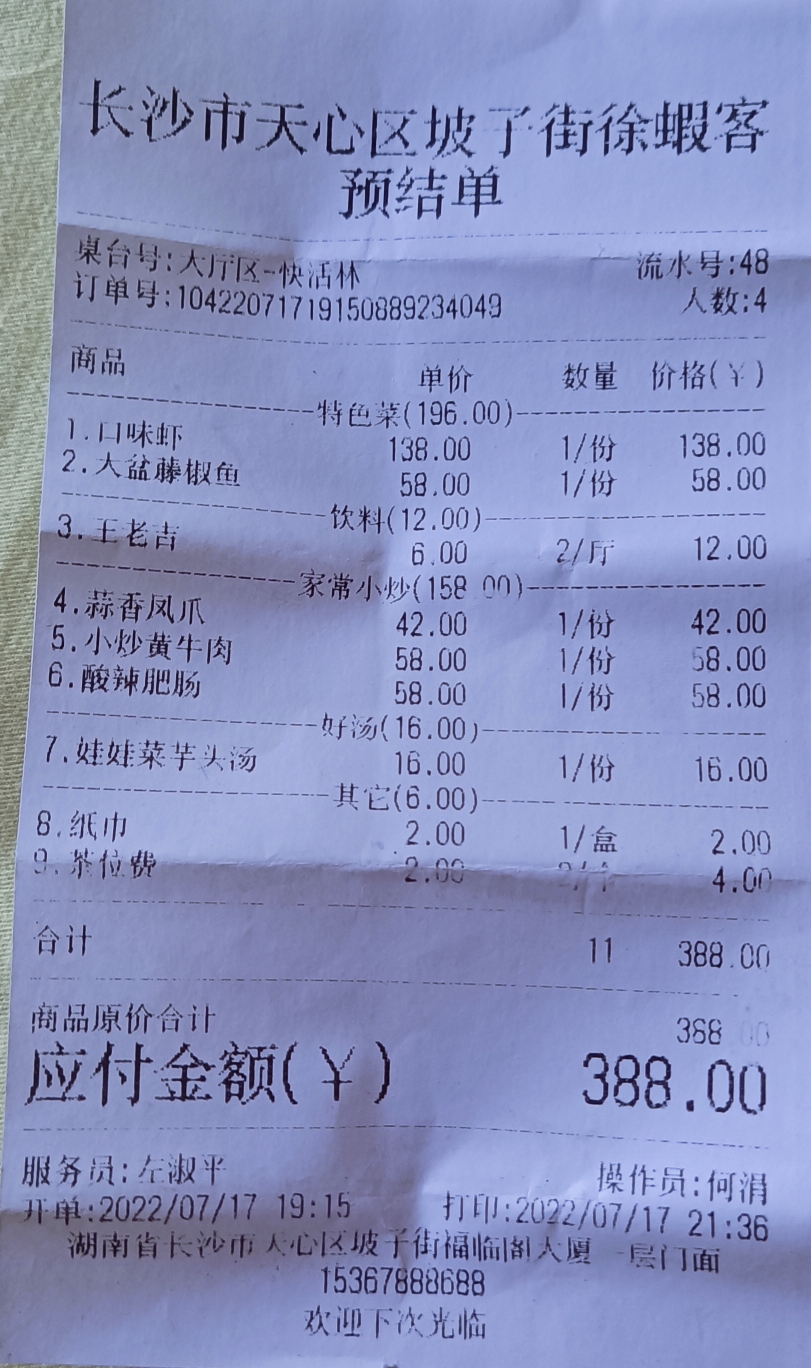 长沙市天心区坡子街徐蝦客
预结单
桌台号:大厅区-快活林 流水号:48
订单号:10422071719150889234049 人数:4
商品 单价 数量 价格(¥)
特色菜(196.00)
1.口味虾 138.00 1/份 138.00
2.大盆藤椒鱼 58.00 1/份 58.00
饮料(12.00)
3.王老吉 6.00 2/厅 12.00
家常小炒(158.00)
4.蒜香凤爪 42.00 1/份 42.00
5.小炒黄牛肉 58.00 1/份 58.00
6.酸辣肥肠 58.00 1/份 58.00
好汤(16.00)
7.娃娃菜芋头汤 16.00 1/份 16.00
其它(6.00)
8.纸巾 2.00 1/盒 2.00
9.茶位费 2.00 2/个 4.00
合计 11 388.00
商品原价合计 388.00
应付金额(¥) 388.00
服务员:左淑平 操作员:何涓
开单:2022/07/17 19:15 打印:2022/07/17 21:36
湖南省长沙市天心区坡子街福临阁大厦一层门面
15367888688
欢迎下次光临